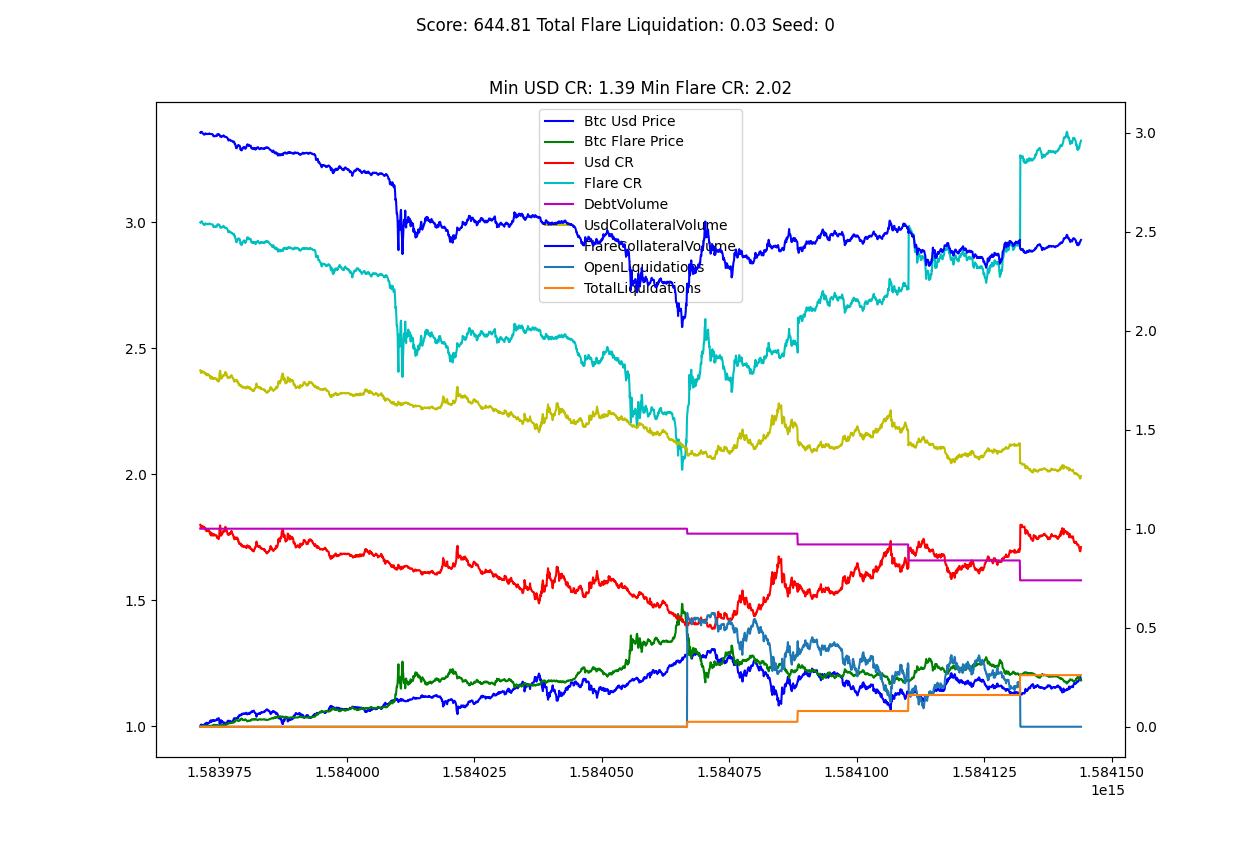 Score: 644.81 Total Flare Liquidation: 0.03 Seed: 0
Min USD CR: 1.39 Min Flare CR: 2.02
Btc Usd Price
Btc Flare Price
Usd CR
Flare CR
DebtVolume
UsdCollateralVolume
FlareCollateralVolume
OpenLiquidations
TotalLiquidations
3.0
2.5
2.0
1.5
1.0
3.0
2.5
2.0
1.5
1.0
0.5
0.0
1.583975 1.584000 1.584025 1.584050 1.584075 1.584100 1.584125 1.584150
1e15